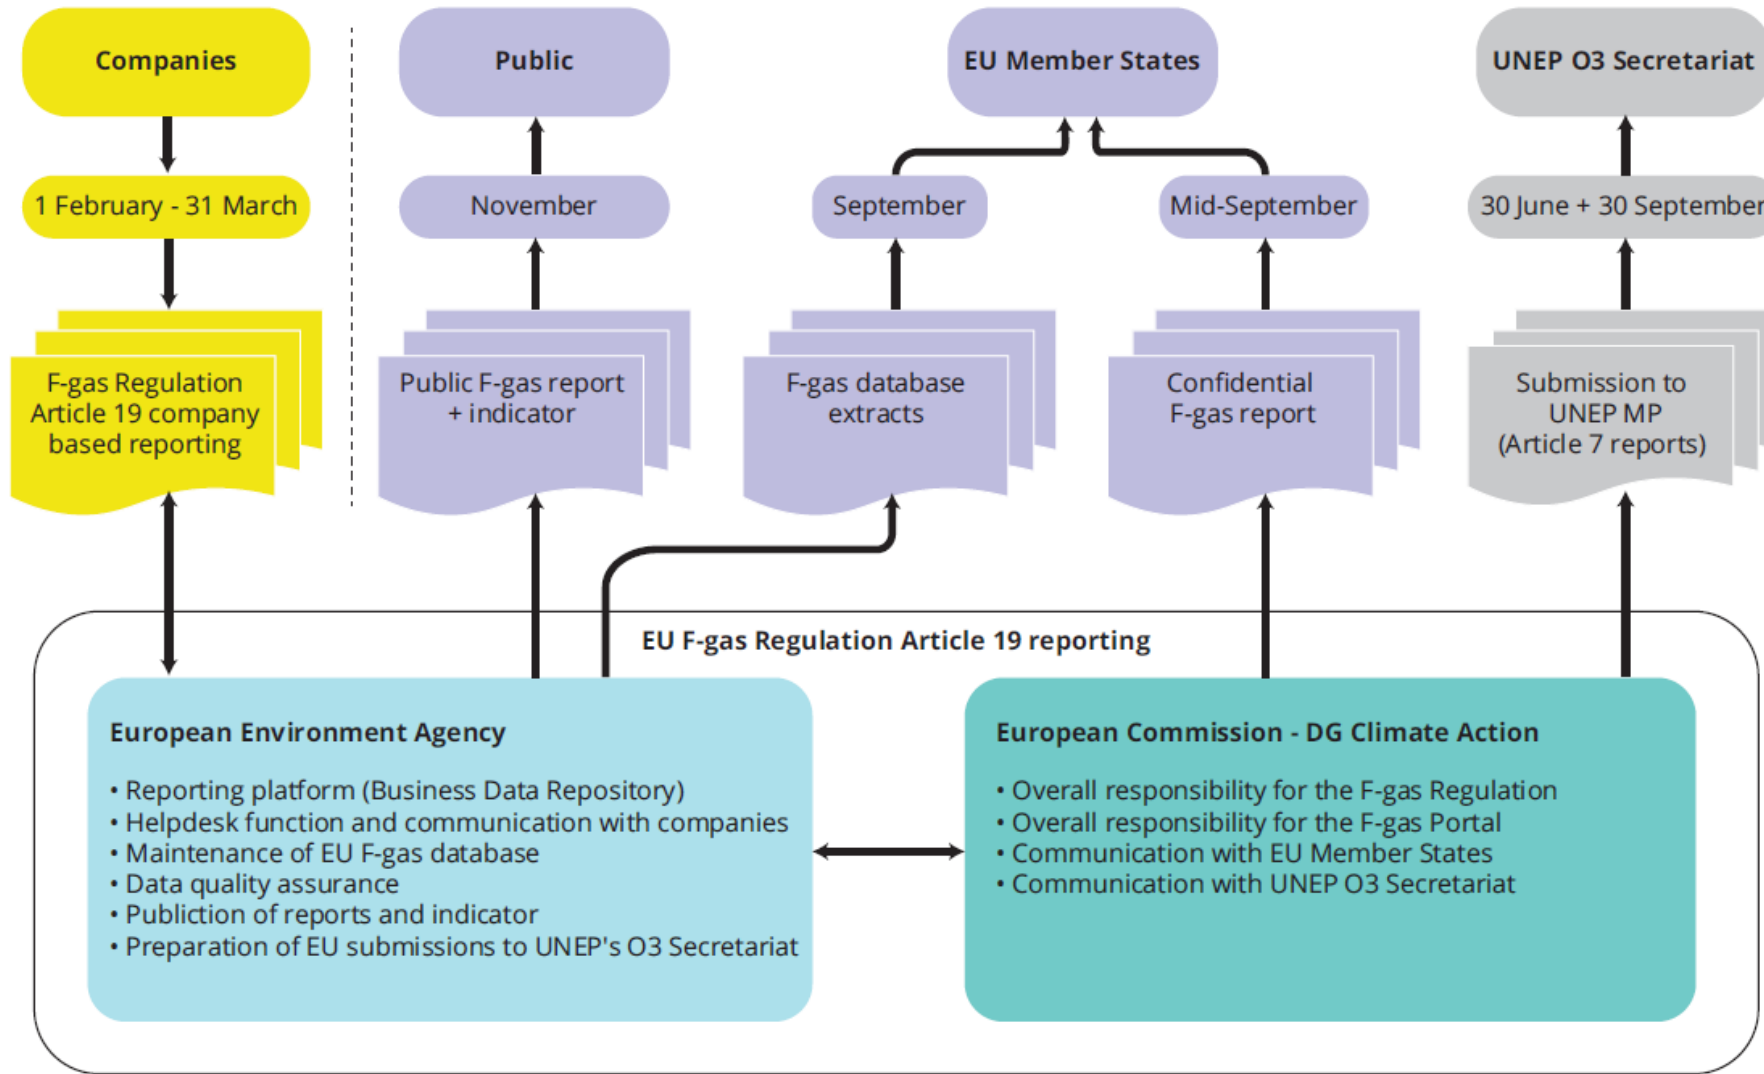 Companies
Public
EU Member States
UNEP O3 Secretariat
1 February - 31 March
November
September
Mid-September
30 June + 30 September
F-gas Regulation
Article 19 company
based reporting
Public F-gas report
+ indicator
F-gas database
extracts
Confidential
F-gas report
Submission to
UNEP MP
(Article 7 reports)
EU F-gas Regulation Article 19 reporting
European Environment Agency
• Reporting platform (Business Data Repository)
• Helpdesk function and communication with companies
• Maintenance of EU F-gas database
• Data quality assurance
• Publiction of reports and indicator
• Preparation of EU submissions to UNEP's O3 Secretariat
European Commission - DG Climate Action
• Overall responsibility for the F-gas Regulation
• Overall responsibility for the F-gas Portal
• Communication with EU Member States
• Communication with UNEP O3 Secretariat